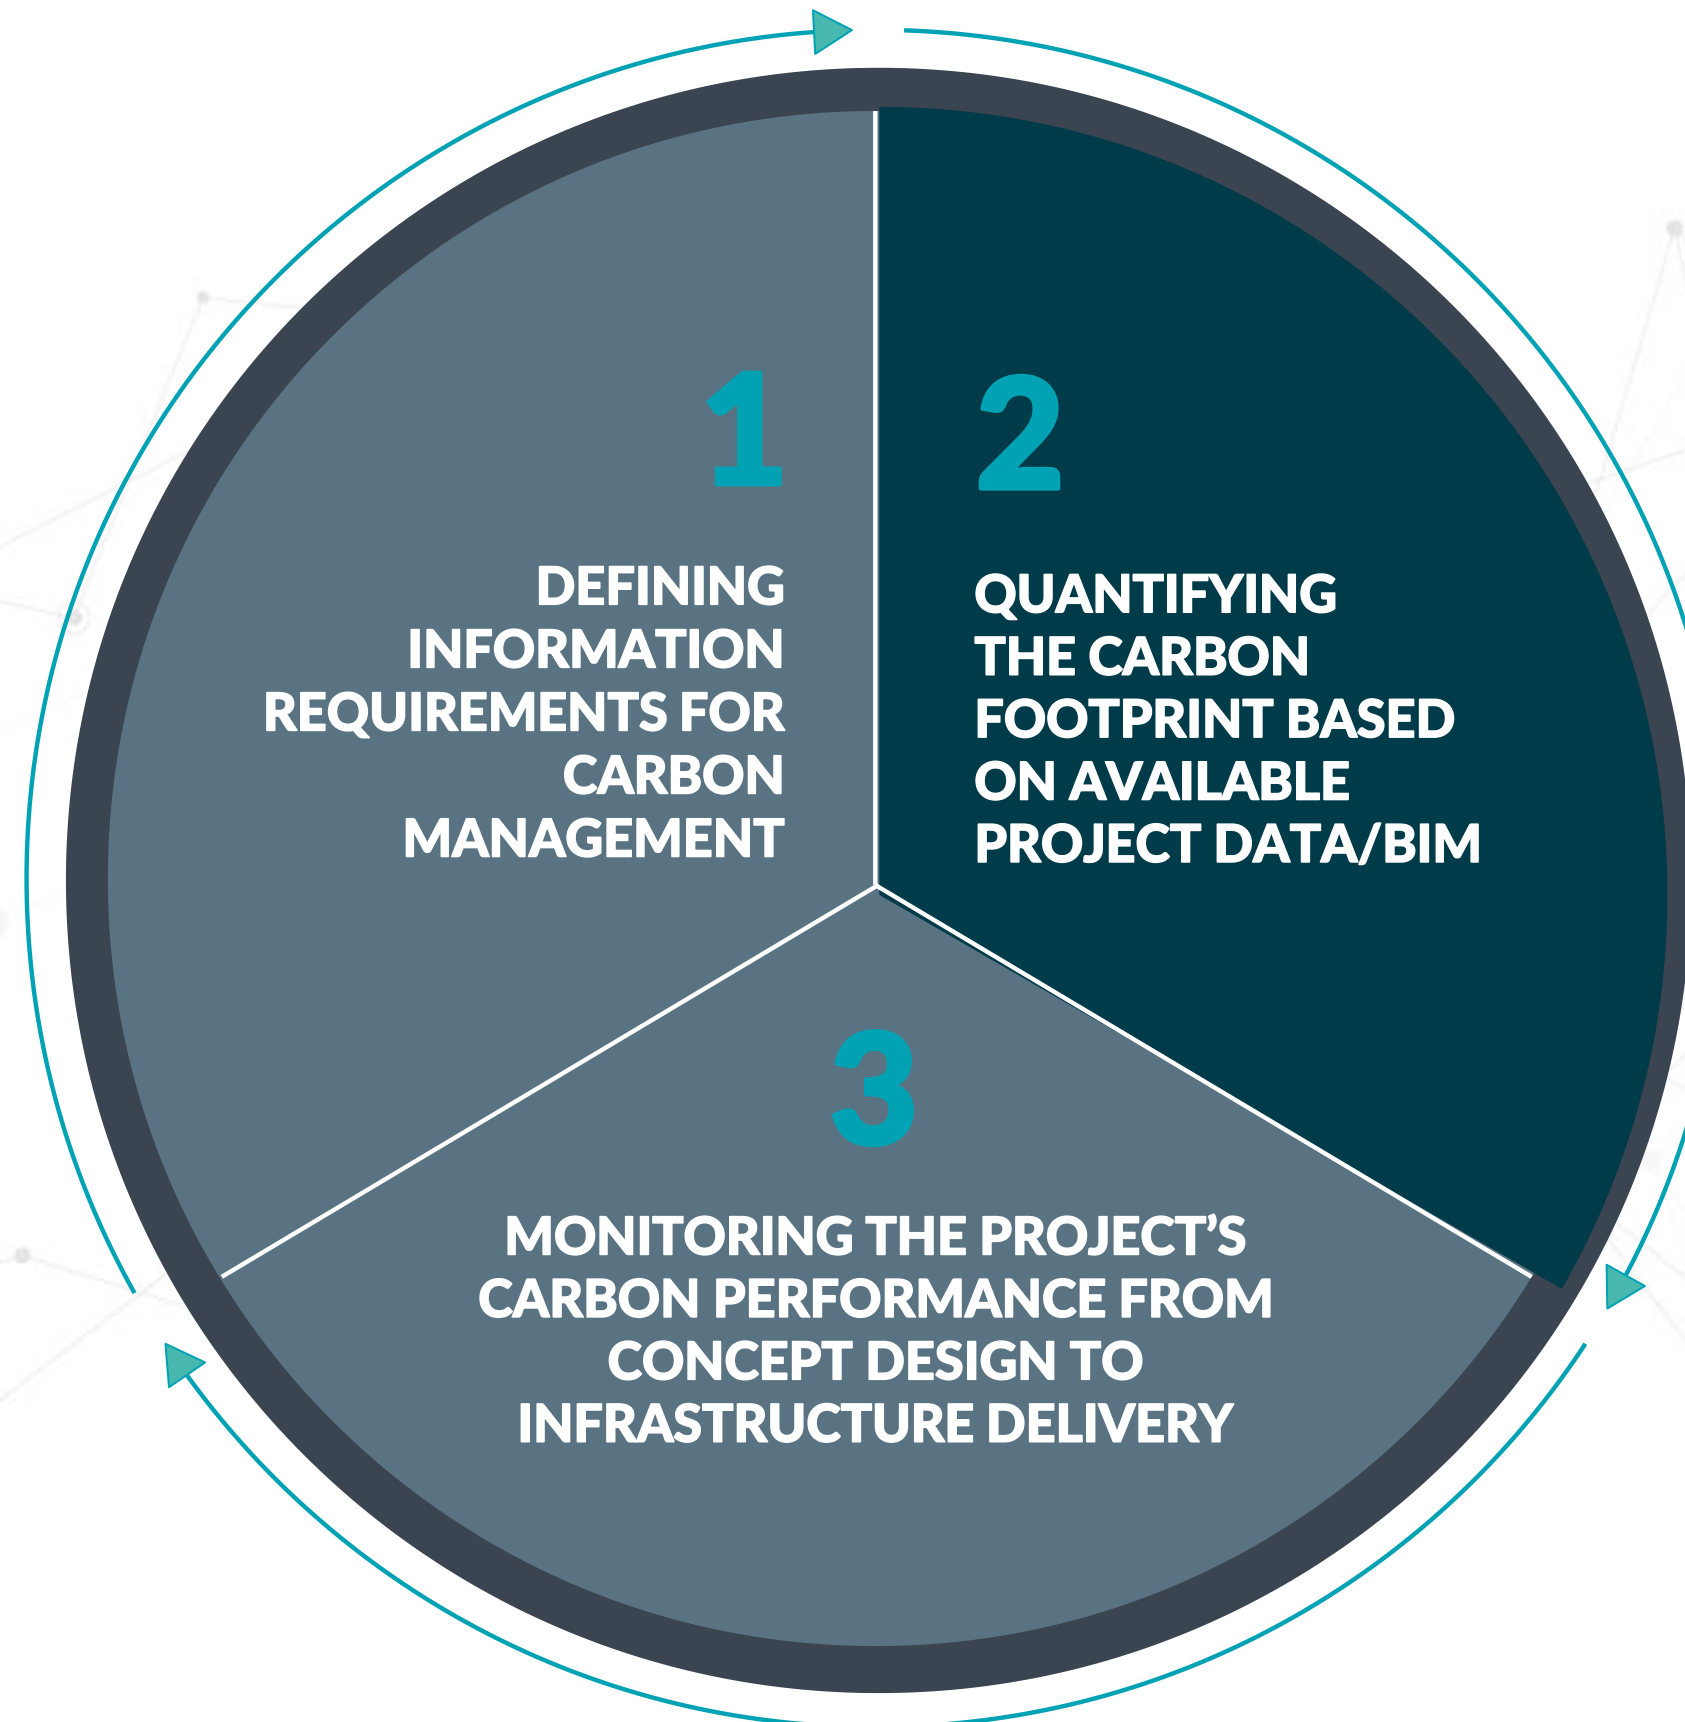 1
DEFINING
INFORMATION
REQUIREMENTS FOR
CARBON
MANAGEMENT
2
QUANTIFYING
THE CARBON
FOOTPRINT BASED
ON AVAILABLE
PROJECT DATA/BIM
3
MONITORING THE PROJECT’S
CARBON PERFORMANCE FROM
CONCEPT DESIGN TO
INFRASTRUCTURE DELIVERY